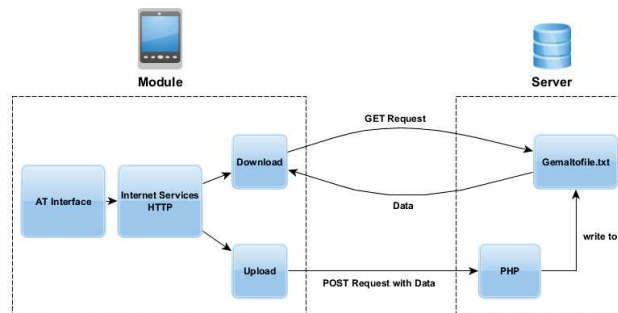 Module
Server
GET Request
Download
Gemaltofile.txt
AT Interface
Internet Services
HTTP
Data
write to
Upload
PHP
POST Request with Data